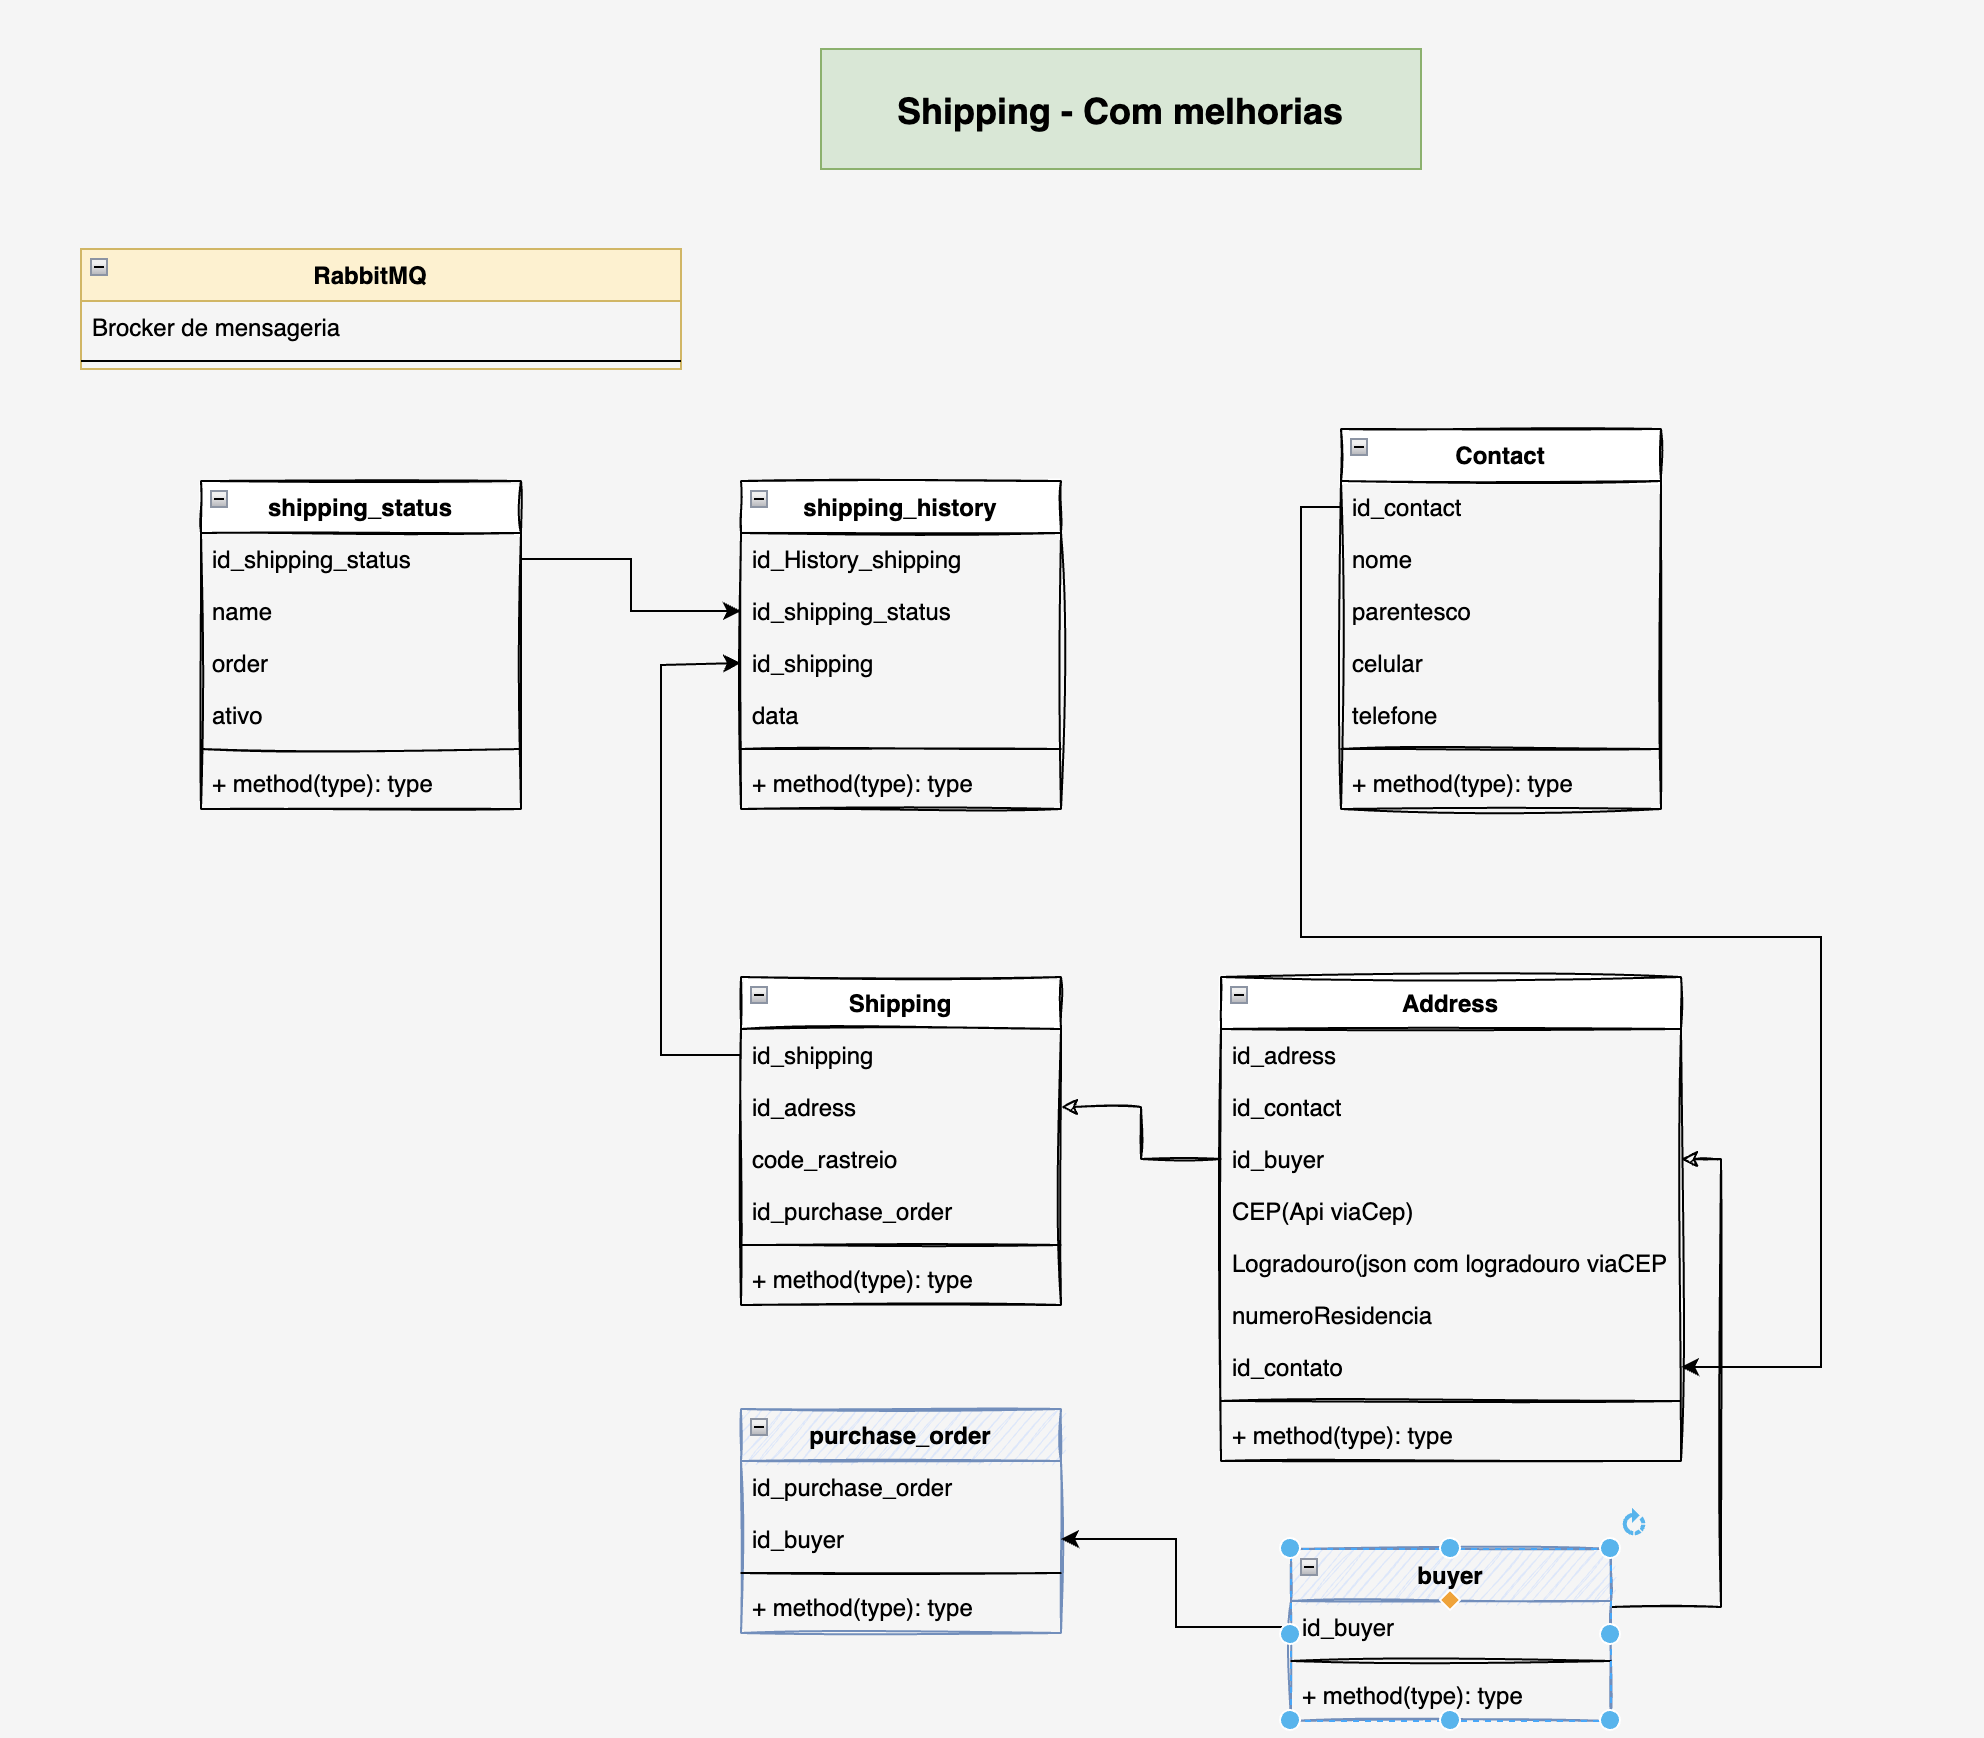 Shipping - Com melhorias
RabbitMQ
Brocker de mensageria
shipping_status
id_shipping_status
name
order
ativo
+ method(type): type
shipping_history
id_History_shipping
id_shipping_status
id_shipping
data
+ method(type): type
Contact
id_contact
nome
parentesco
celular
telefone
+ method(type): type
Shipping
id_shipping
id_adress
code_rastreio
id_purchase_order
+ method(type): type
Address
id_adress
id_contact
id_buyer
CEP(Api viaCep)
Logradouro(json com logradouro viaCEP
numeroResidencia
id_contato
+ method(type): type
purchase_order
id_purchase_order
id_buyer
+ method(type): type
buyer
id_buyer
+ method(type): type